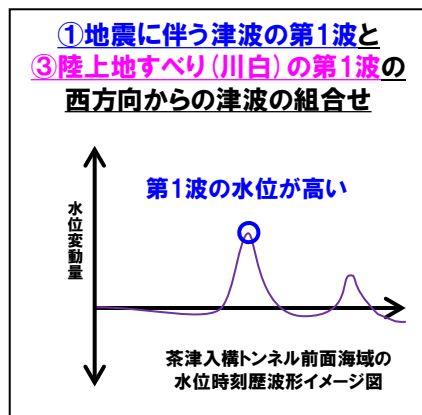 ①地震に伴う津波の第1波と
③陸上地すべり(川白)の第1波の
西方向からの津波の組合せ
第1波の水位が高い
水位変動量
茶津入構トンネル前面海域の
水位時刻歴波形イメージ図